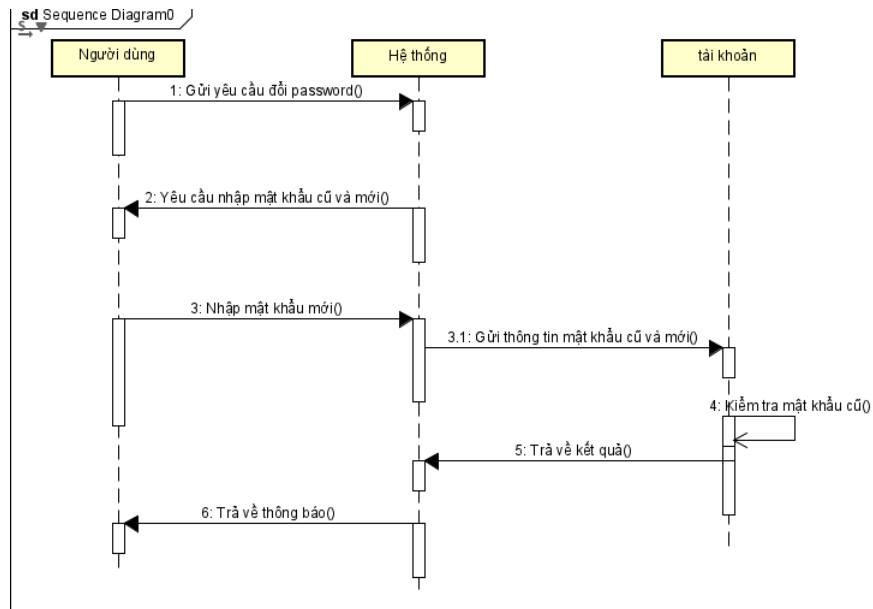 sd Sequence Diagram0
Người dùng
Hệ thống
tài khoản
1: Gửi yêu cầu đổi password()
2: Yêu cầu nhập mật khẩu cũ và mới()
3: Nhập mật khẩu mới()
3.1: Gửi thông tin mật khẩu cũ và mới()
4: Kiểm tra mật khẩu cũ()
5: Trả về kết quả()
6: Trả về thông báo()